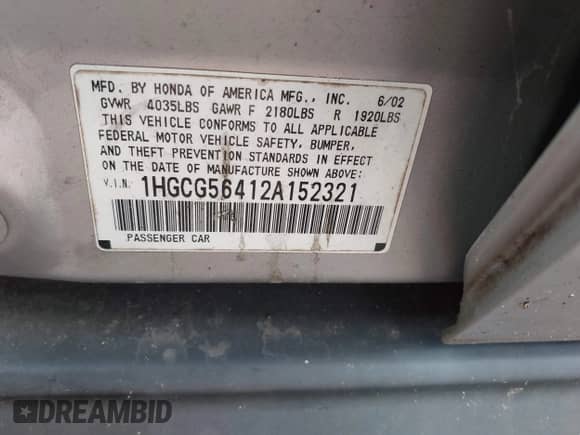 MFD. BY HONDA OF AMERICA MFG., INC. 6/02
GVWR 4035LBS GAWR F 2180LBS R 1920LBS
THIS VEHICLE CONFORMS TO ALL APPLICABLE
FEDERAL MOTOR VEHICLE SAFETY, BUMPER,
AND THEFT PREVENTION STANDARDS IN EFFECT
ON THE DATE OF MANUFACTURE SHOWN ABOVE:
V.I.N. 1HGCG56412A152321
PASSENGER CAR
DREAMBID